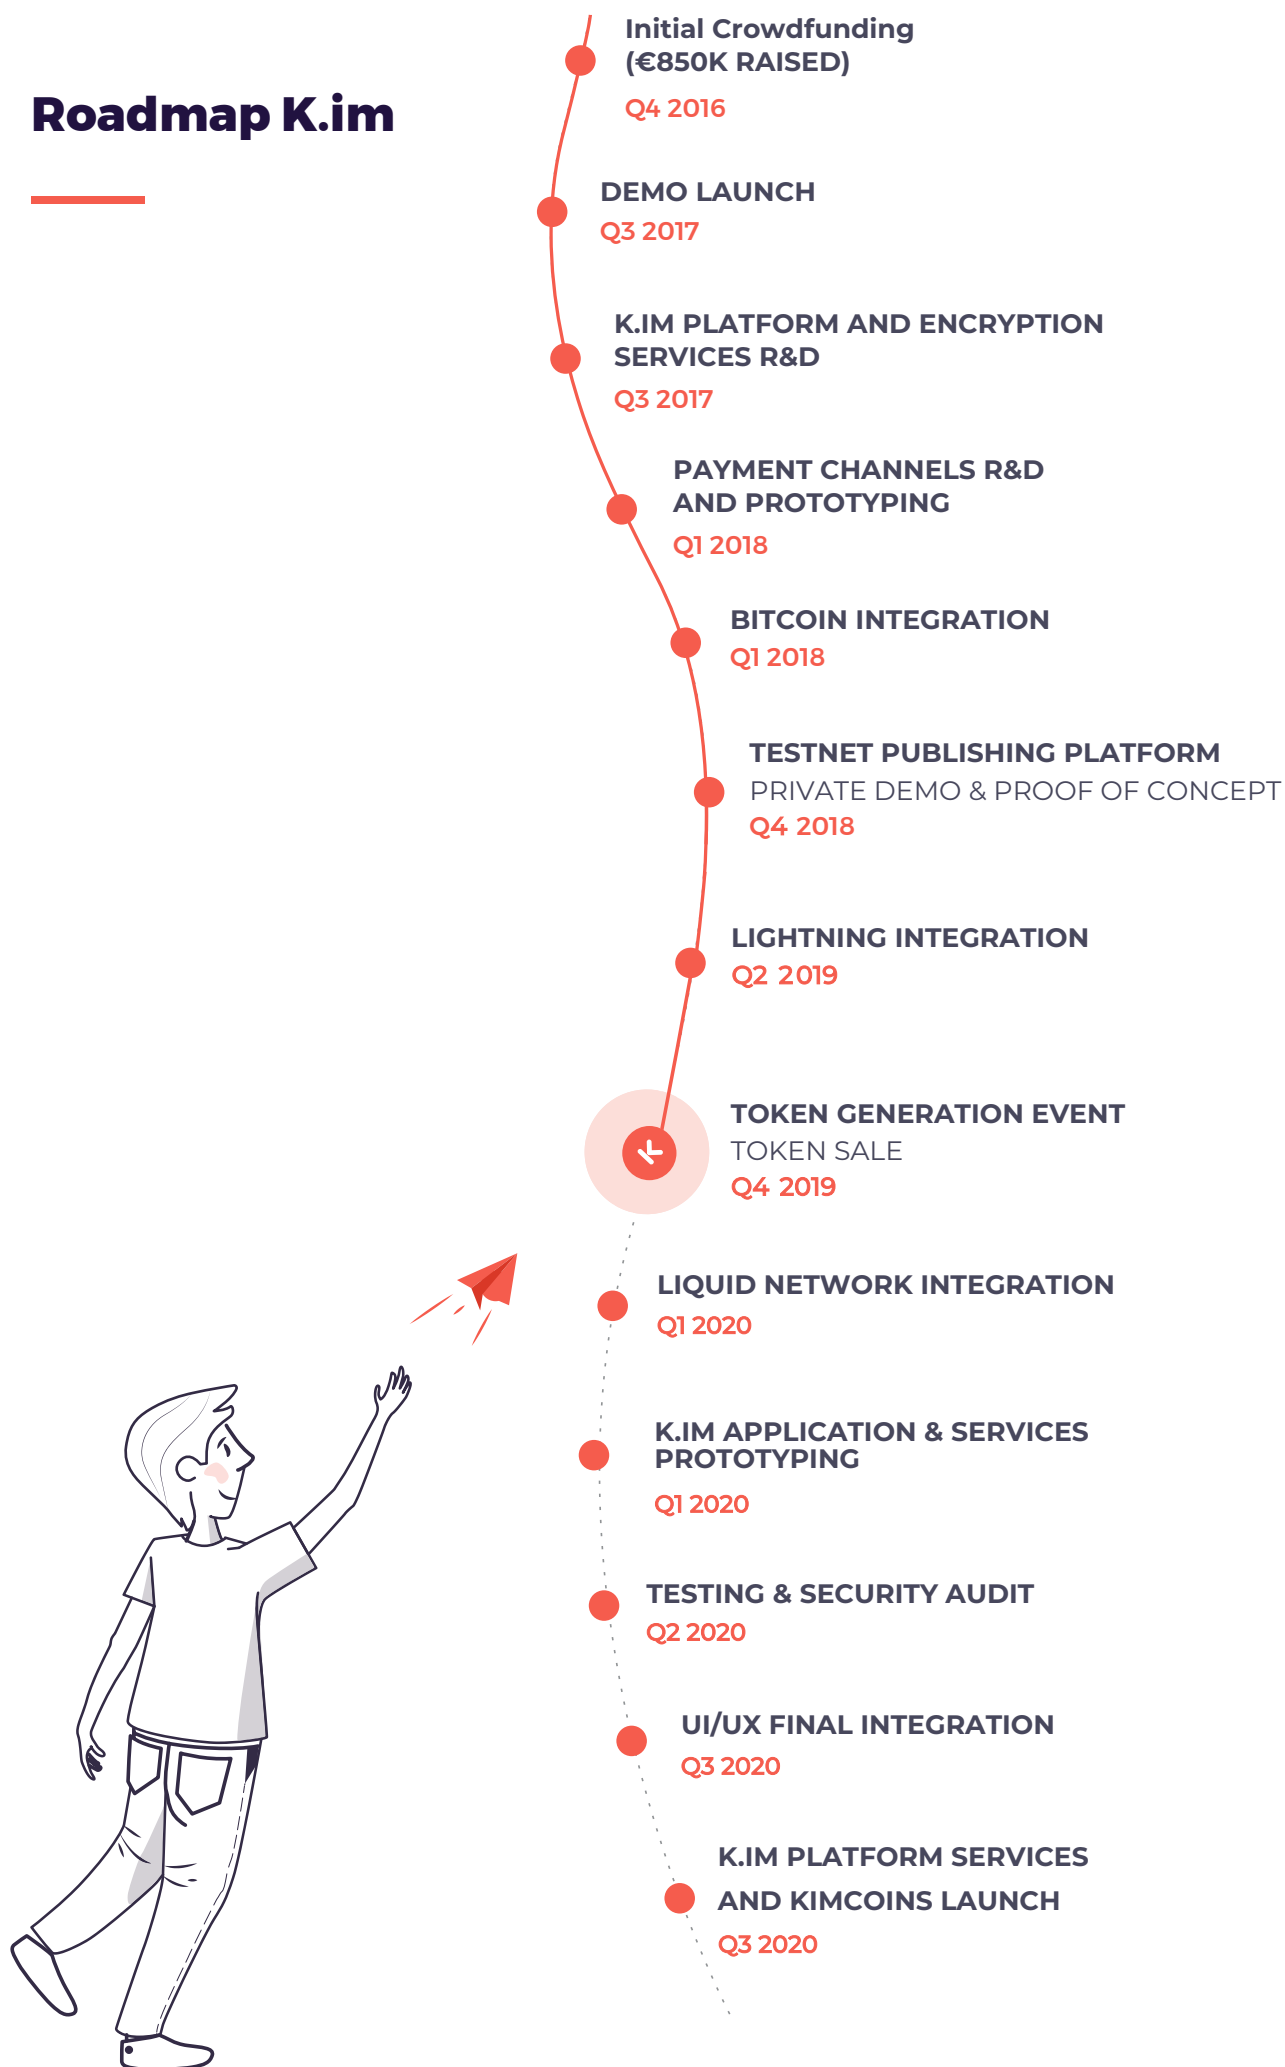 Roadmap K.im
Initial Crowdfunding
(€850K RAISED)
Q4 2016
DEMO LAUNCH
Q3 2017
K.IM PLATFORM AND ENCRYPTION
SERVICES R&D
Q3 2017
PAYMENT CHANNELS R&D
AND PROTOTYPING
Q1 2018
BITCOIN INTEGRATION
Q1 2018
TESTNET PUBLISHING PLATFORM
PRIVATE DEMO & PROOF OF CONCEPT
Q4 2018
LIGHTNING INTEGRATION
Q2 2019
TOKEN GENERATION EVENT
TOKEN SALE
Q4 2019
LIQUID NETWORK INTEGRATION
Q1 2020
K.IM APPLICATION & SERVICES
PROTOTYPING
Q1 2020
TESTING & SECURITY AUDIT
Q2 2020
UI/UX FINAL INTEGRATION
Q3 2020
K.IM PLATFORM SERVICES
AND KIMCOINS LAUNCH
Q3 2020